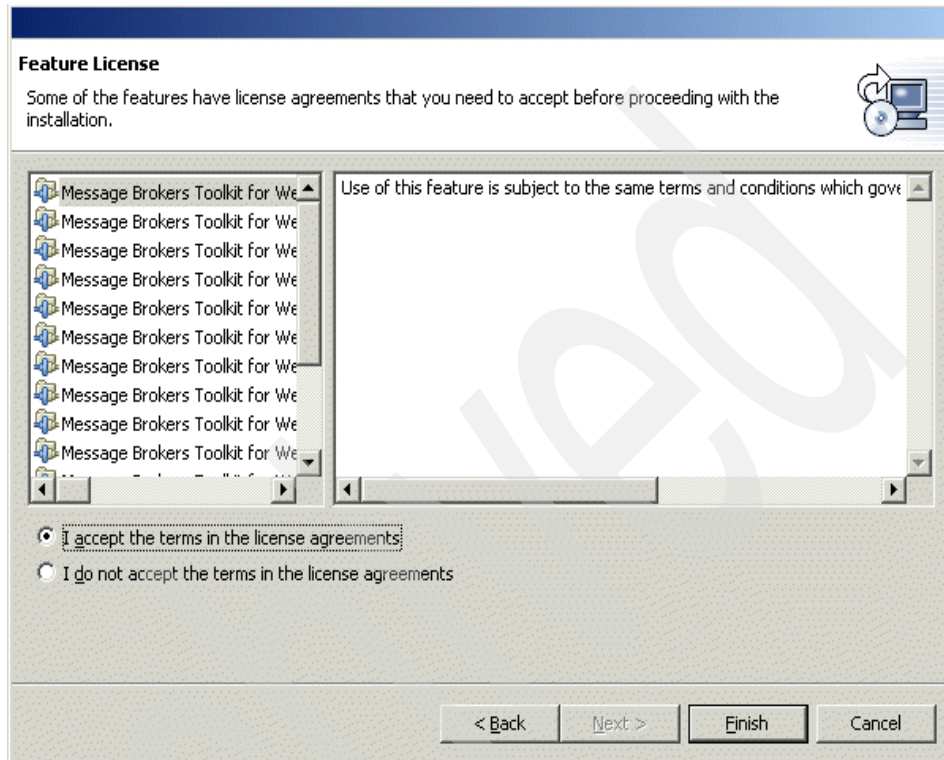 Feature License
Some of the features have license agreements that you need to accept before proceeding with the
installation.
Message Brokers Toolkit for We
Message Brokers Toolkit for We
Message Brokers Toolkit for We
Message Brokers Toolkit for We
Message Brokers Toolkit for We
Message Brokers Toolkit for We
Message Brokers Toolkit for We
Message Brokers Toolkit for We
Message Brokers Toolkit for We
Message Brokers Toolkit for We
Use of this feature is subject to the same terms and conditions which gove
I accept the terms in the license agreements
I do not accept the terms in the license agreements
< Back
Next >
Finish
Cancel